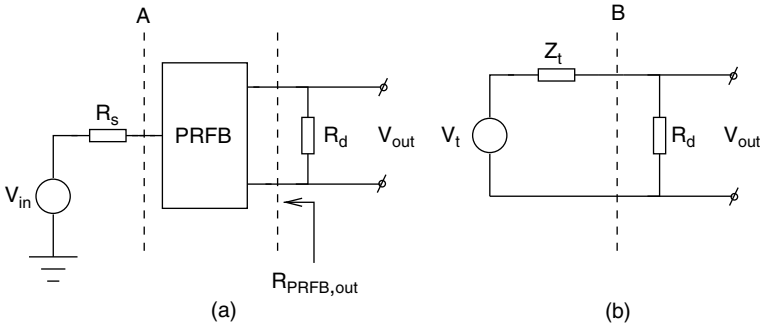 A
B
R_s
PRFB
R_d
V_out
V_in
R_PRFB,out
Z_t
V_t
R_d
V_out
(a)
(b)